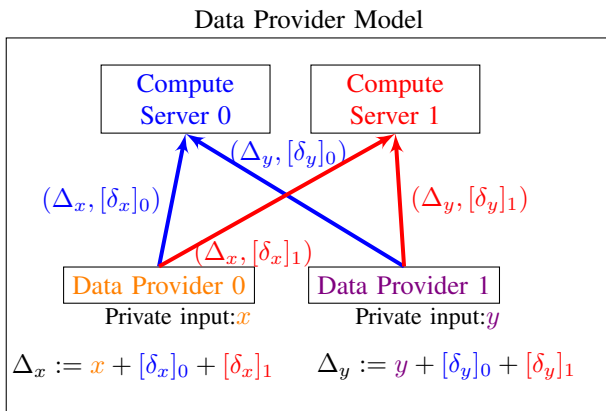 Data Provider Model
Compute Server 0
Compute Server 1
(Δ_y, [δ_y]_0)
(Δ_x, [δ_x]_0)
(Δ_y, [δ_y]_1)
(Δ_x, [δ_x]_1)
Data Provider 0
Data Provider 1
Private input:x
Private input:y
Δ_x := x + [δ_x]_0 + [δ_x]_1
Δ_y := y + [δ_y]_0 + [δ_y]_1